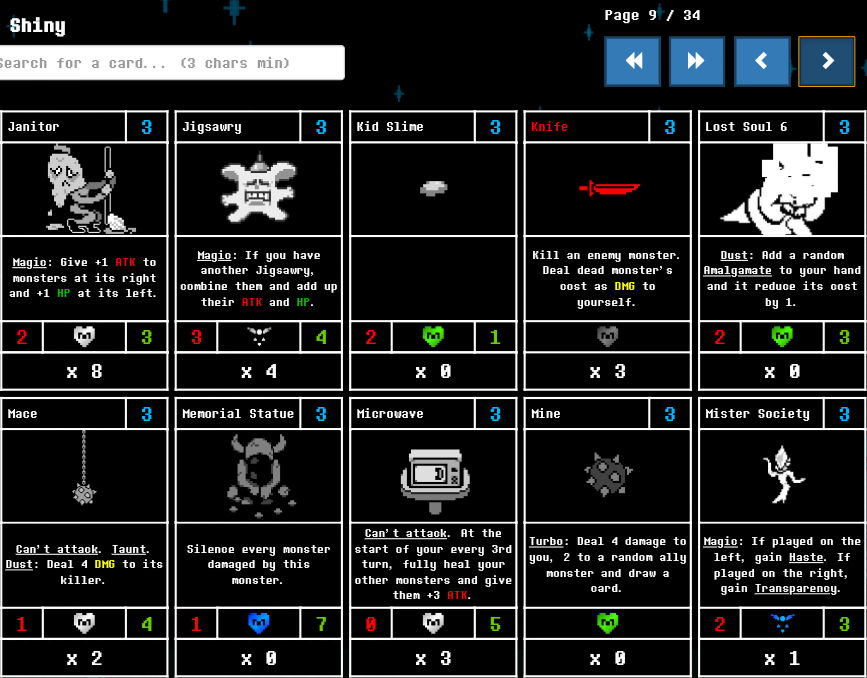 Shiny
Page 9 / 34
Search for a card... (3 chars min)
Janitor 3
Magic: Give +1 ATK to
monsters at its right
and +1 HP at its left.
2 3
x 8
Jigsawry 3
Magic: If you have
another Jigsawry,
combine them and add up
their ATK and HP.
3 4
x 4
Kid Slime 3
2 1
x 0
Knife 3
Kill an enemy monster.
Deal dead monster's
cost as DMG to
yourself.
x 3
Lost Soul 6 3
Dust: Add a random
Amalgamate to your hand
and it reduce its cost
by 1.
2 3
x 0
Mace 3
Can't attack. Taunt.
Dust: Deal 4 DMG to its
killer.
1 4
x 2
Memorial Statue 3
Silence every monster
damaged by this
monster.
1 7
x 0
Microwave 3
Can't attack. At the
start of your every 3rd
turn, fully heal your
other monsters and give
them +3 ATK.
0 5
x 3
Mine 3
Turbo: Deal 4 damage to
you, 2 to a random ally
monster and draw a
card.
x 0
Mister Society 3
Magic: If played on the
left, gain Haste. If
played on the right,
gain Transparency.
2 3
x 1